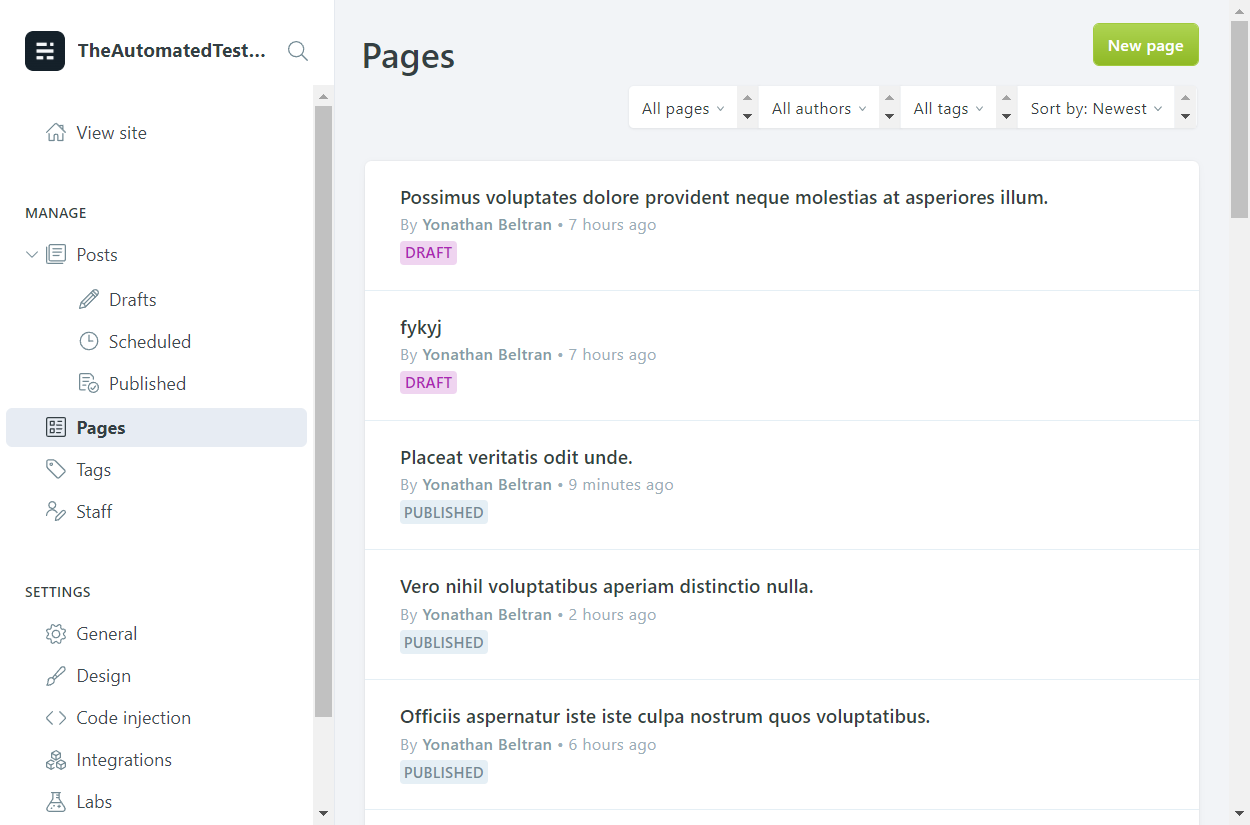 TheAutomatedTest...
View site
MANAGE
Posts
Drafts
Scheduled
Published
Pages
Tags
Staff
SETTINGS
General
Design
Code injection
Integrations
Labs
Pages
New page
All pages
All authors
All tags
Sort by: Newest
Possimus voluptates dolore provident neque molestias at asperiores illum.
By Yonathan Beltran • 7 hours ago
DRAFT
fykyj
By Yonathan Beltran • 7 hours ago
DRAFT
Placeat veritatis odit unde.
By Yonathan Beltran • 9 minutes ago
PUBLISHED
Vero nihil voluptatibus aperiam distinctio nulla.
By Yonathan Beltran • 2 hours ago
PUBLISHED
Officiis aspernatur iste iste culpa nostrum quos voluptatibus.
By Yonathan Beltran • 6 hours ago
PUBLISHED